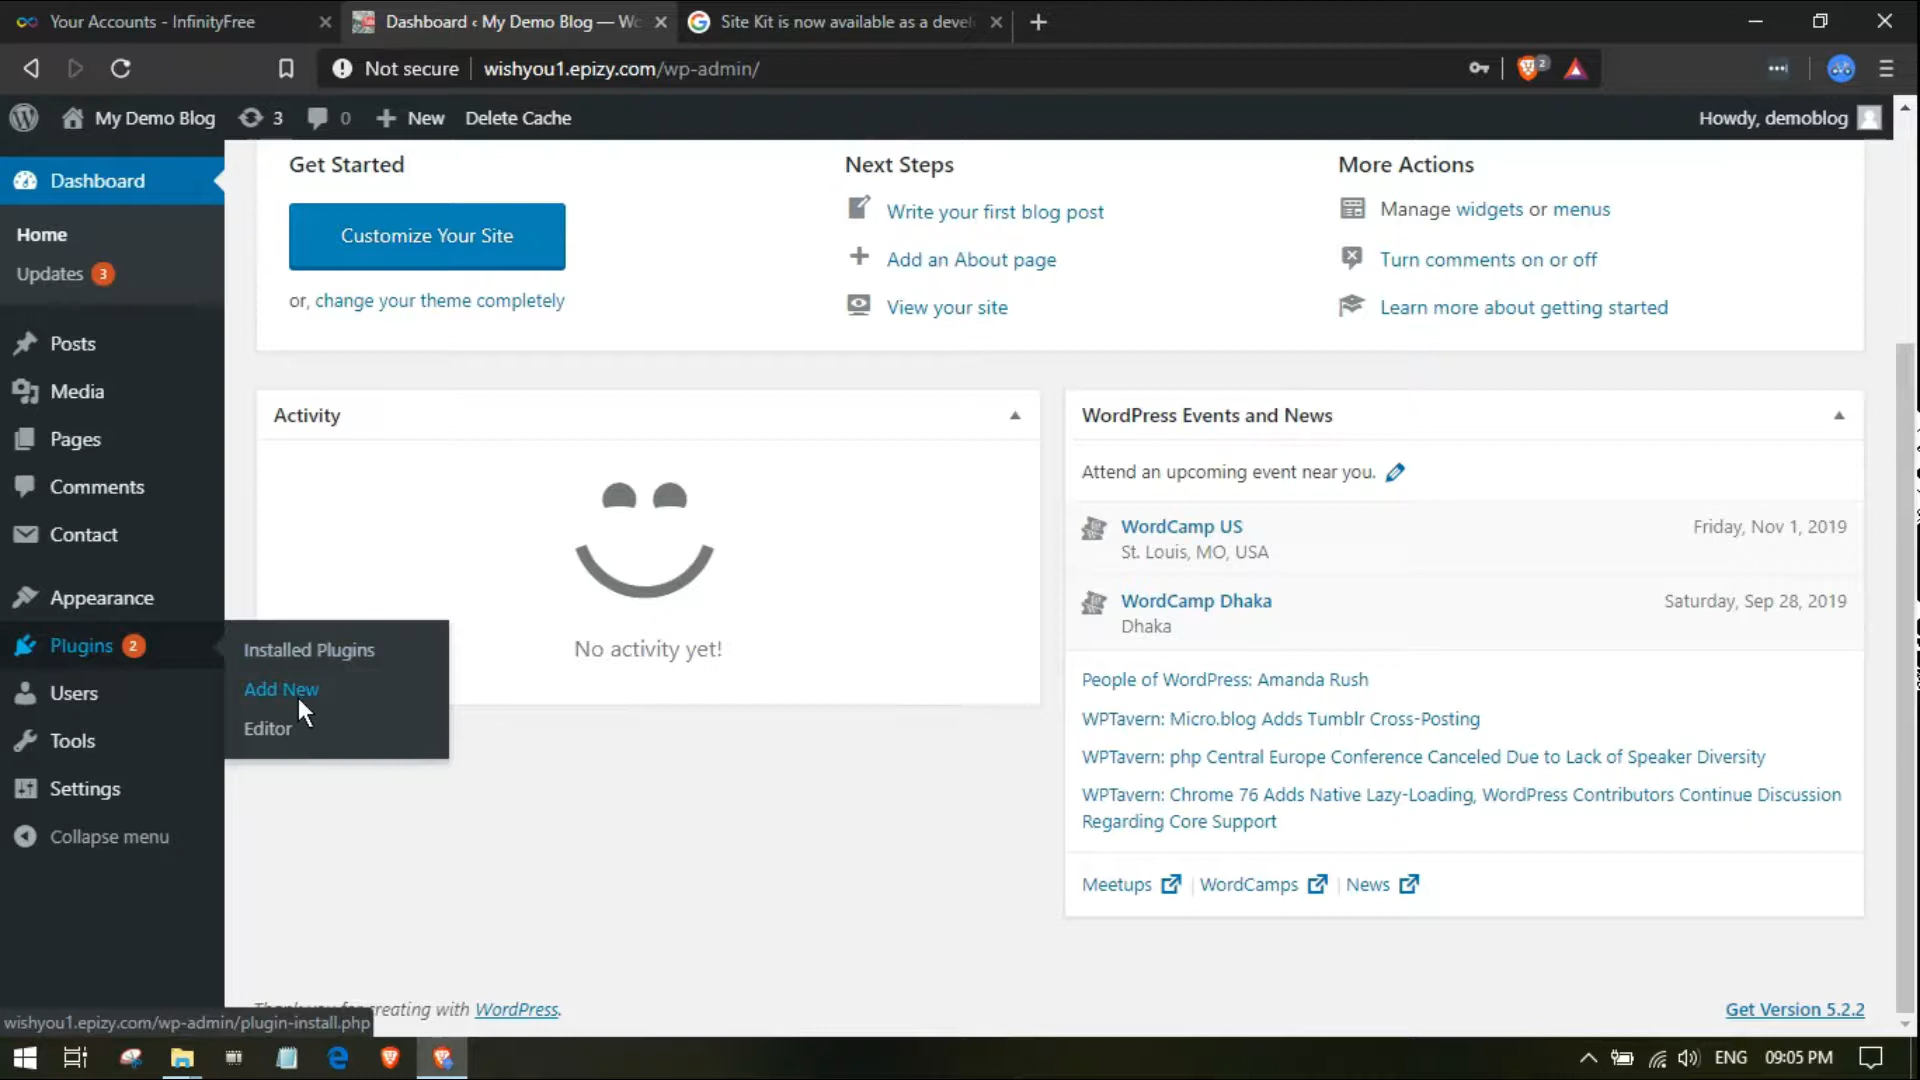 Your Accounts - InfinityFree
Dashboard ‹ My Demo Blog — Wo
Site Kit is now available as a devel
Not secure
wishyou1.epizy.com/wp-admin/
2
My Demo Blog
3
0
New
Delete Cache
Howdy, demoblog
Dashboard
Home
Updates 3
Posts
Media
Pages
Comments
Contact
Appearance
Plugins 2
Users
Tools
Settings
Collapse menu
Installed Plugins
Add New
Editor
Get Started
Customize Your Site
or, change your theme completely
Next Steps
Write your first blog post
Add an About page
View your site
More Actions
Manage widgets or menus
Turn comments on or off
Learn more about getting started
Activity
No activity yet!
WordPress Events and News
Attend an upcoming event near you.
WordCamp US
Friday, Nov 1, 2019
St. Louis, MO, USA
WordCamp Dhaka
Saturday, Sep 28, 2019
Dhaka
People of WordPress: Amanda Rush
WPTavern: Micro.blog Adds Tumblr Cross-Posting
WPTavern: php Central Europe Conference Canceled Due to Lack of Speaker Diversity
WPTavern: Chrome 76 Adds Native Lazy-Loading, WordPress Contributors Continue Discussion
Regarding Core Support
Meetups | WordCamps | News
creating with WordPress.
Get Version 5.2.2
wishyou1.epizy.com/wp-admin/plugin-install.php
ENG
09:05 PM